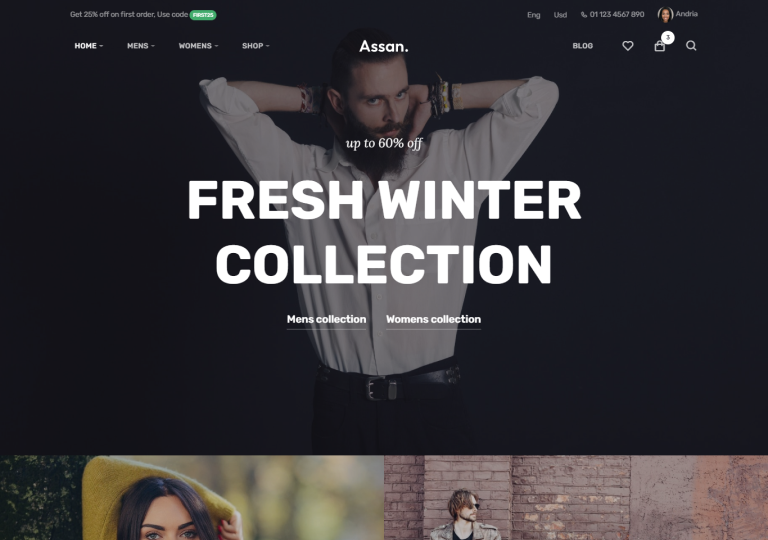 Get 25% off on first order, Use code FIRST25
Eng Usd 01 123 4567 890 Andria
HOME MENS WOMENS SHOP Assan. BLOG 3
up to 60% off
FRESH WINTER
COLLECTION
Mens collection Womens collection